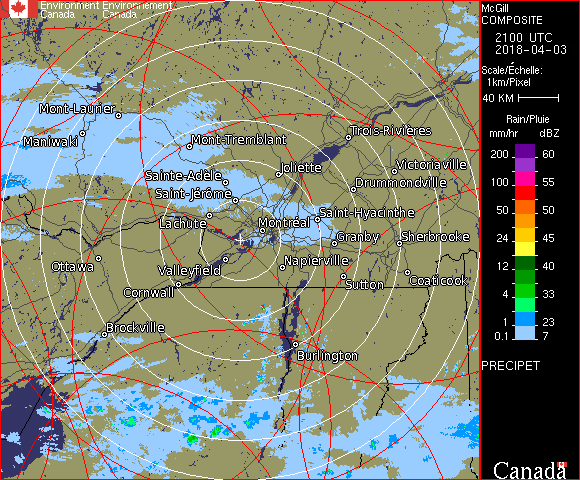 Environment Environnement
Canada Canada
McGill
COMPOSITE
2100 UTC
2018-04-03
Scale/Échelle:
1km/Pixel
40 KM
Rain/Pluie
mm/hr dBZ
200 60
100 55
50 50
24 45
12 40
4 33
1 23
0.1 7
PRECIPET
Canada
Mont-Laurier
Maniwaki
Mont-Tremblant
Trois-Rivières
Sainte-Adèle
Joliette
Victoriaville
Saint-Jérôme
Drummondville
Lachute
Montréal
Saint-Hyacinthe
Granby
Sherbrooke
Ottawa
Valleyfield
Napierville
Cornwall
Sutton
Coaticook
Brockville
Burlington